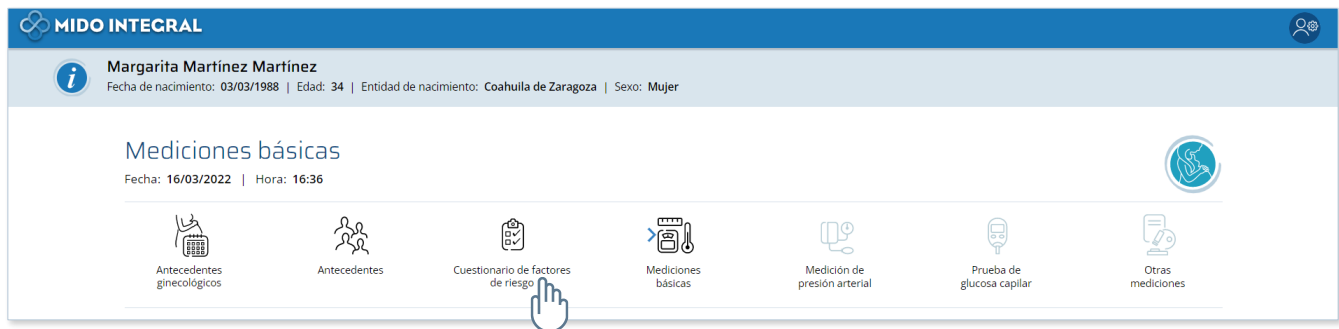 MIDO INTEGRAL
Margarita Martínez Martínez
Fecha de nacimiento: 03/03/1988 | Edad: 34 | Entidad de nacimiento: Coahuila de Zaragoza | Sexo: Mujer
Mediciones básicas
Fecha: 16/03/2022 | Hora: 16:36
Antecedentes
ginecológicos
Antecedentes
Cuestionario de factores
de riesgo
Mediciones
básicas
Medición de
presión arterial
Prueba de
glucosa capilar
Otras
mediciones